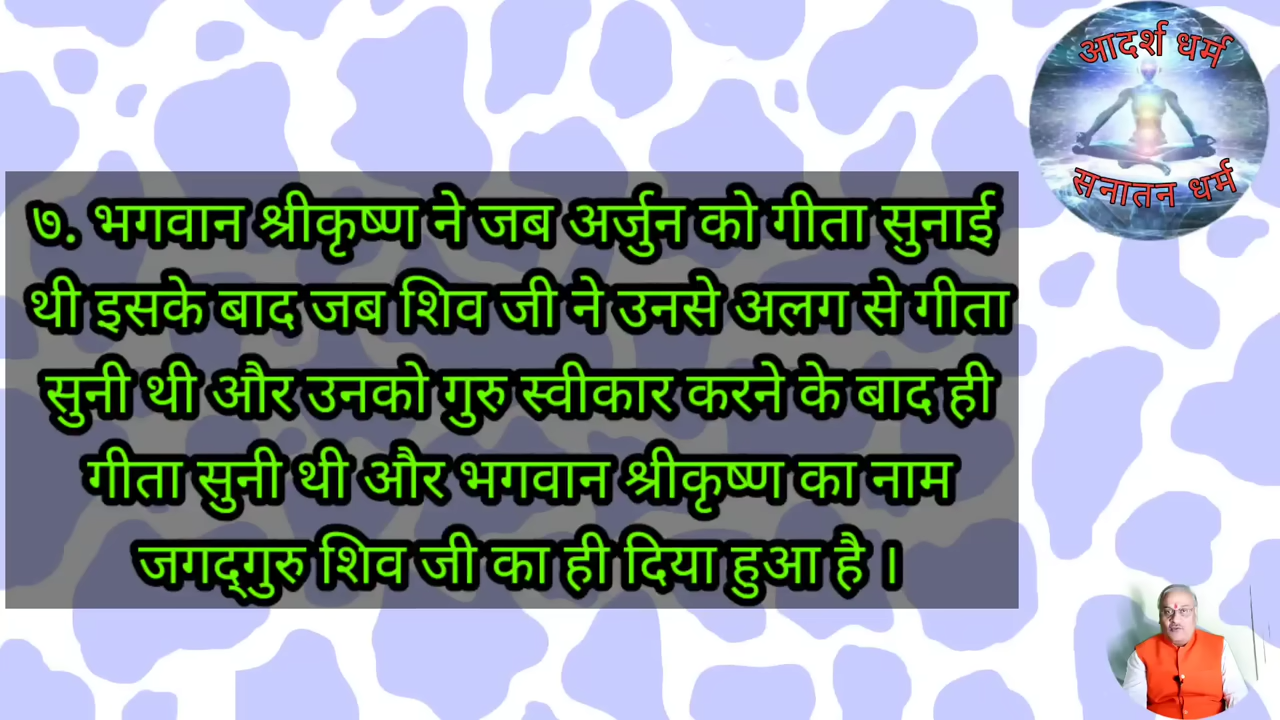 आदर्श धर्म
सनातन धर्म
७. भगवान श्रीकृष्ण ने जब अर्जुन को गीता सुनाई
थी इसके बाद जब शिव जी ने उनसे अलग से गीता
सुनी थी और उनको गुरु स्वीकार करने के बाद ही
गीता सुनी थी और भगवान श्रीकृष्ण का नाम
जगद्गुरु शिव जी का ही दिया हुआ है ।